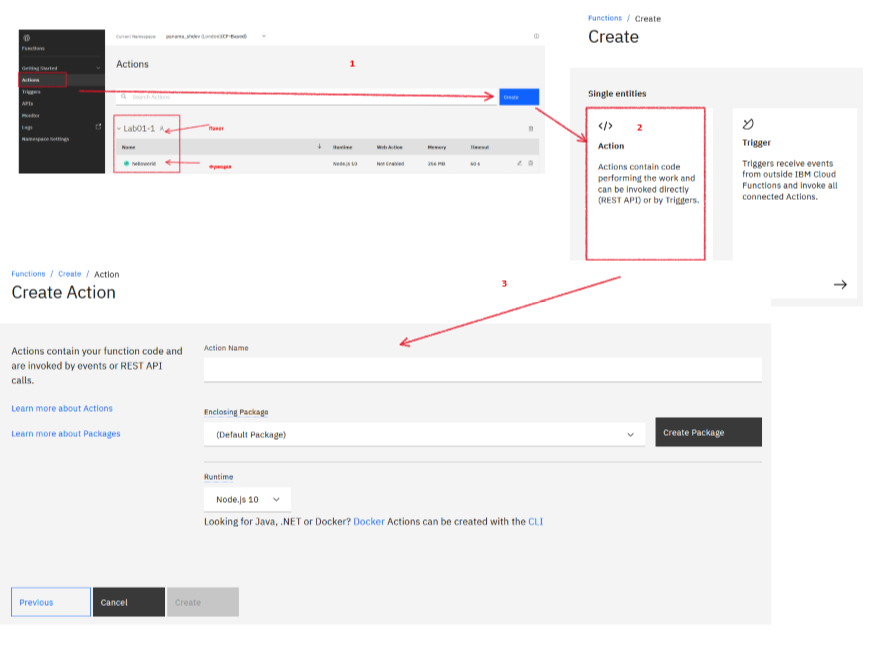 Functions
Getting Started
Actions
Triggers
APIs
Monitor
Logs
Namespace Settings
Current Namespace
Actions
1
Search Actions
Create
Lab01-1
Пакет
Name
Runtime
Web Action
Memory
Timeout
helloworld
Функция
Node.js 10
Not Enabled
256 MB
60 s
Functions / Create
Create
Single entities
</>
2
Action
Actions contain code
performing the work and
can be invoked directly
(REST API) or by Triggers.
Trigger
Triggers receive events
from outside IBM Cloud
Functions and invoke all
connected Actions.
Functions / Create / Action
Create Action
3
Actions contain your function code and
are invoked by events or REST API
calls.
Learn more about Actions
Learn more about Packages
Action Name
Enclosing Package
(Default Package)
Create Package
Runtime
Node.js 10
Looking for Java, .NET or Docker? Docker Actions can be created with the CLI
Previous
Cancel
Create